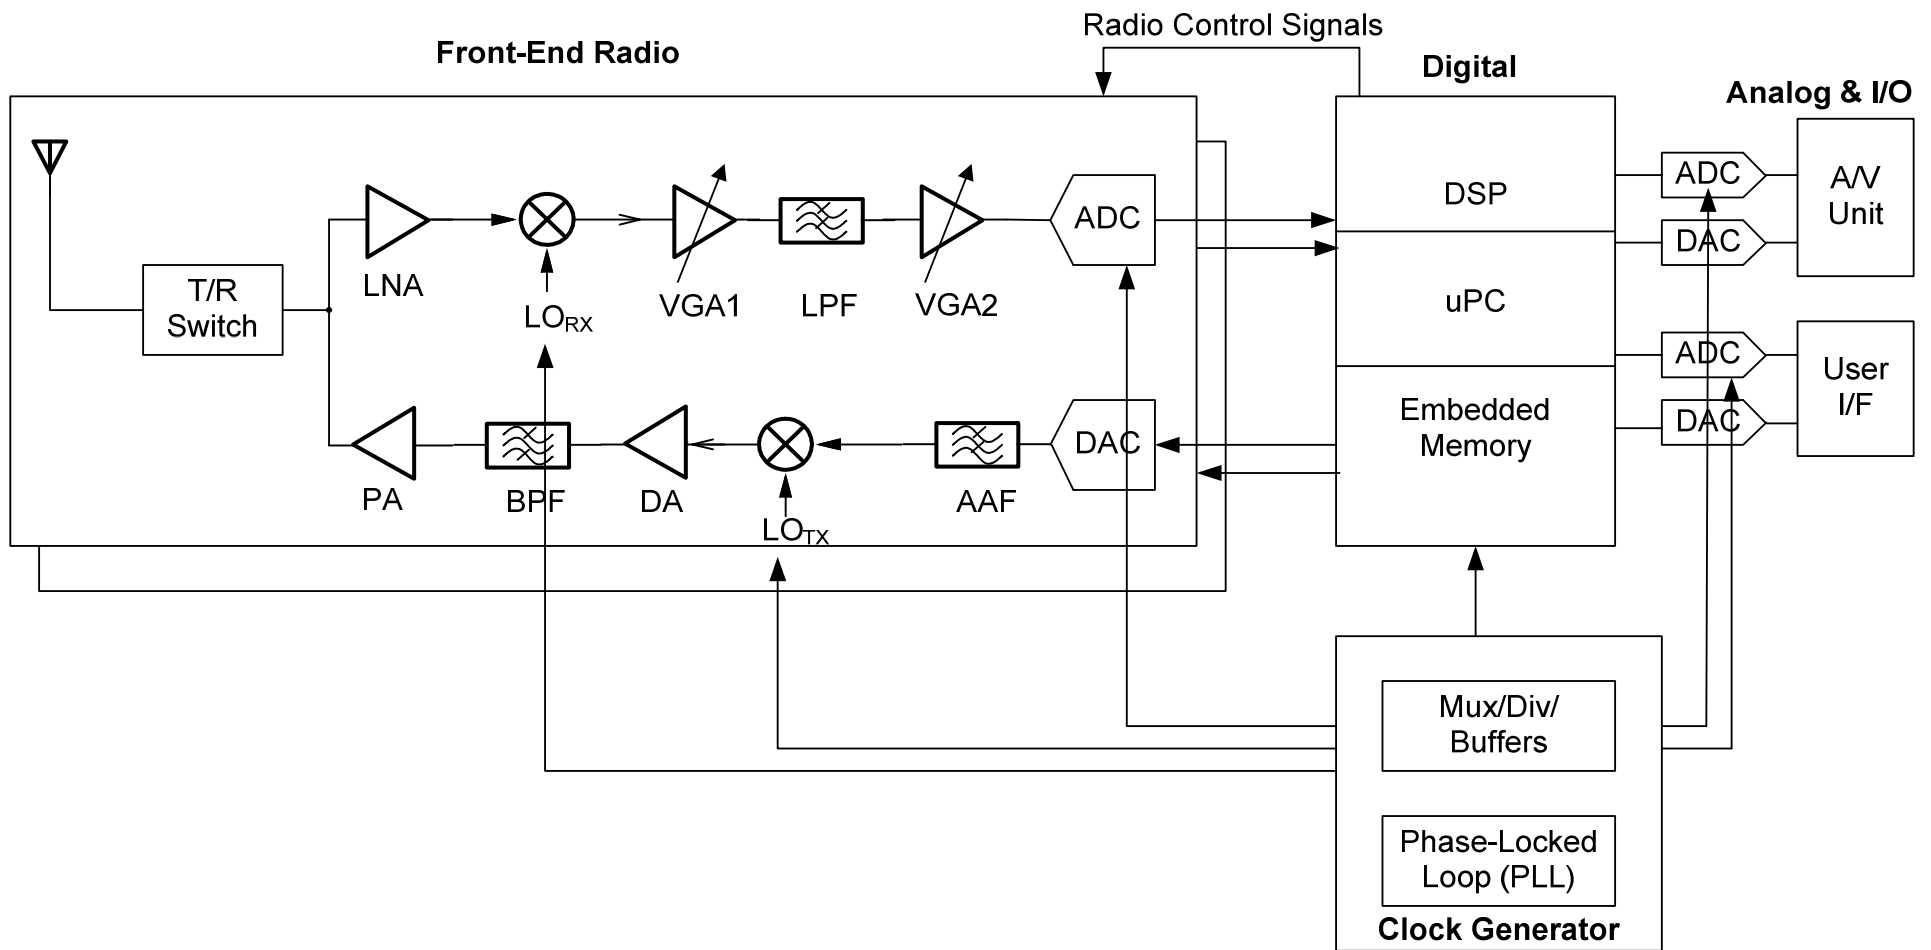 Radio Control Signals
Front-End Radio
Digital
Analog & I/O
ADC
DSP
ADC
A/V
Unit
DAC
LNA
LO_RX
VGA1
LPF
VGA2
T/R
Switch
uPC
ADC
User
I/F
DAC
Embedded
Memory
DAC
PA
BPF
DA
LO_TX
AAF
Mux/Div/
Buffers
Phase-Locked
Loop (PLL)
Clock Generator